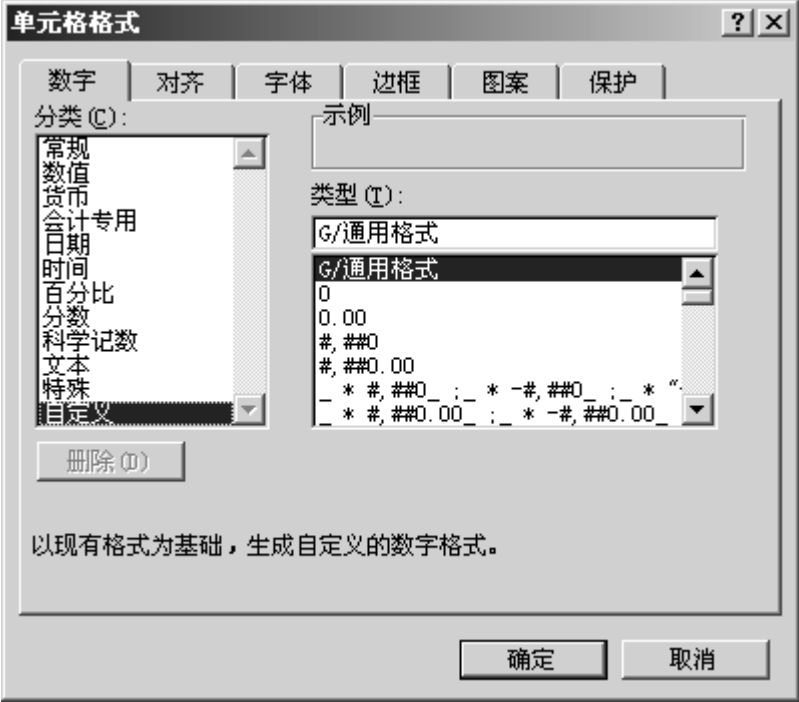 单元格格式
数字 对齐 字体 边框 图案 保护
分类(C):
常规
数值
货币
会计专用
日期
时间
百分比
分数
科学记数
文本
特殊
自定义
删除(D)
示例
类型(T):
G/通用格式
G/通用格式
0
0.00
#,##0
#,##0.00
_ * #,##0_ ;_ * -#,##0_ ;_ * "-
_ * #,##0.00_ ;_ * -#,##0.00_
以现有格式为基础，生成自定义的数字格式。
确定 取消